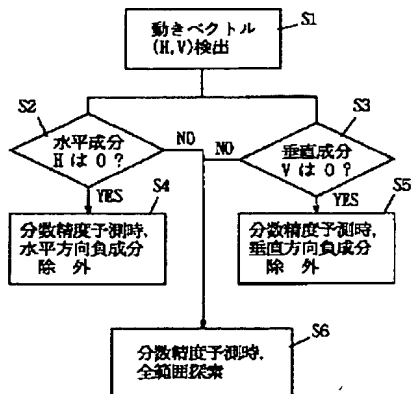 動きベクトル
(H,V)検出
S1
S2
水平成分
Hは0?
NO
NO
S3
垂直成分
Vは0?
YES
S4
YES
S5
分数精度予測時,
水平方向負成分
除 外
分数精度予測時,
垂直方向負成分
除 外
S6
分数精度予測時,
全範囲探索